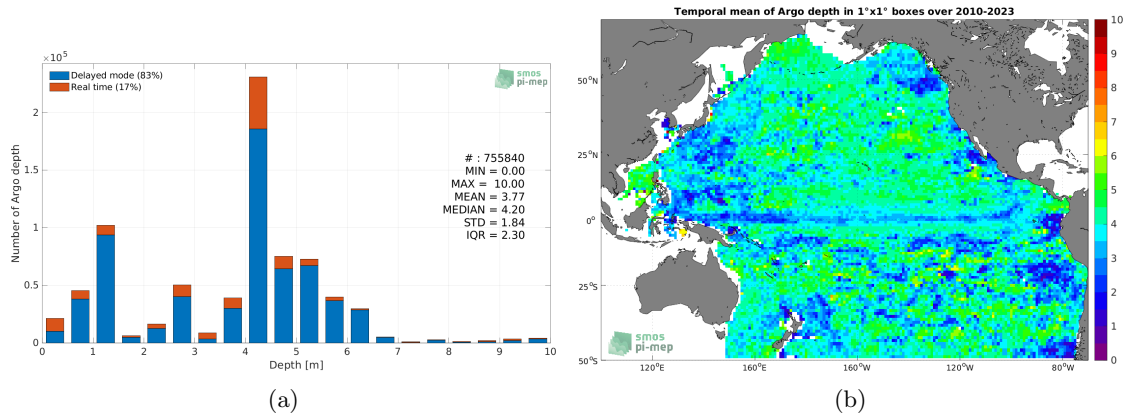 ×10⁵
Number of Argo depth
2
1.5
1
0.5
0
Delayed mode (83%)
Real time (17%)
smos
pi-mep
# : 755840
MIN = 0.00
MAX = 10.00
MEAN = 3.77
MEDIAN = 4.20
STD = 1.84
IQR = 2.30
0 1 2 3 4 5 6 7 8 9 10
Depth [m]
(a)
Temporal mean of Argo depth in 1°x1° boxes over 2010-2023
50°N
25°N
0°
25°S
50°S
120°E 160°E 160°W 120°W 80°W
smos
pi-mep
10
9
8
7
6
5
4
3
2
1
0
(b)